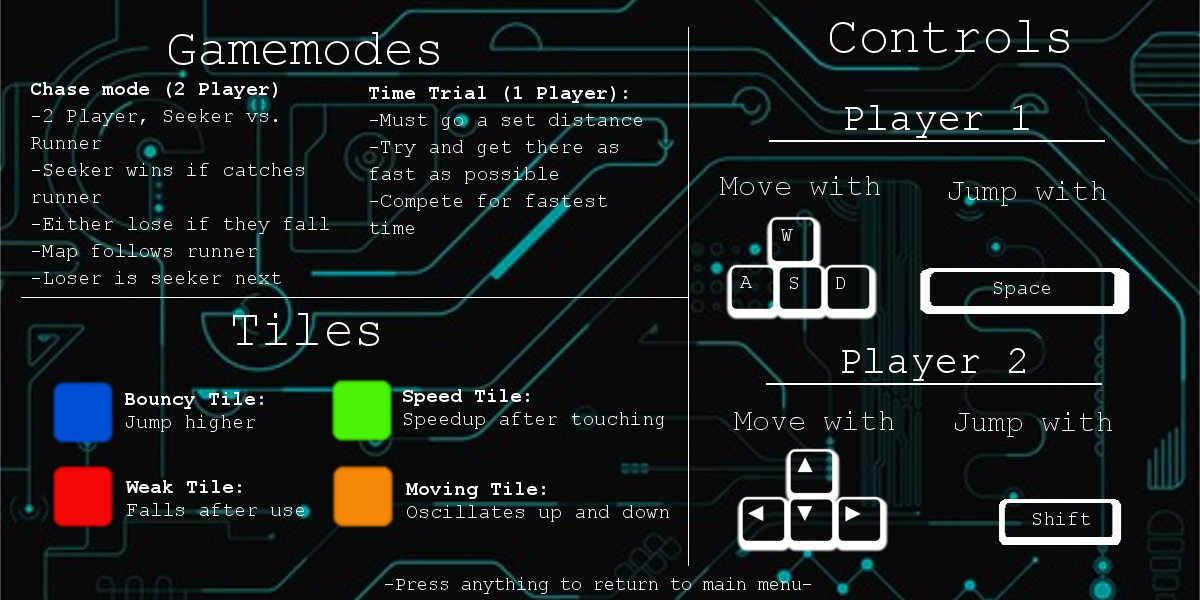 Gamemodes
Chase mode (2 Player)
-2 Player, Seeker vs.
Runner
-Seeker wins if catches
runner
-Either lose if they fall
-Map follows runner
-Loser is seeker next
Time Trial (1 Player):
-Must go a set distance
-Try and get there as
fast as possible
-Compete for fastest
time
Tiles
Bouncy Tile:
Jump higher
Speed Tile:
Speedup after touching
Weak Tile:
Falls after use
Moving Tile:
Oscillates up and down
Controls
Player 1
Move with
W
A S D
Jump with
Space
Player 2
Move with
▲
◀ ▼ ▶
Jump with
Shift
-Press anything to return to main menu-